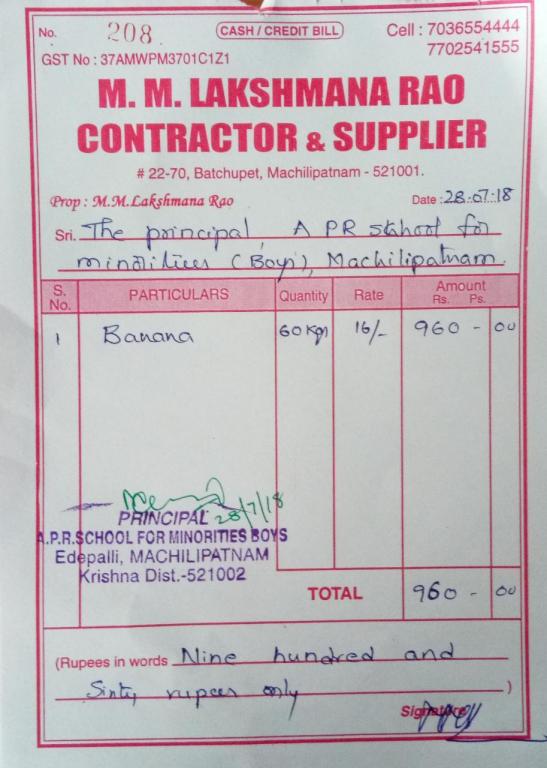 No. 208 CASH / CREDIT BILL Cell : 7036554444
7702541555
GST No : 37AMWPM3701C1Z1
M. M. LAKSHMANA RAO
CONTRACTOR & SUPPLIER
# 22-70, Batchupet, Machilipatnam - 521001.
Prop : M.M.Lakshmana Rao Date : 28-07-18
Sri. The principal, A PR skhool for
minorities (Boys), Machilipatnam
S. No. PARTICULARS Quantity Rate Amount Rs. Ps.
1 Banana 60 Kgs 16/- 960 - 00
28/7/18
PRINCIPAL
A.P.R.SCHOOL FOR MINORITIES BOYS
Edepalli, MACHILIPATNAM
Krishna Dist.-521002
TOTAL 960 - 00
(Rupees in words Nine hundred and
Sixty rupees only )
Signature